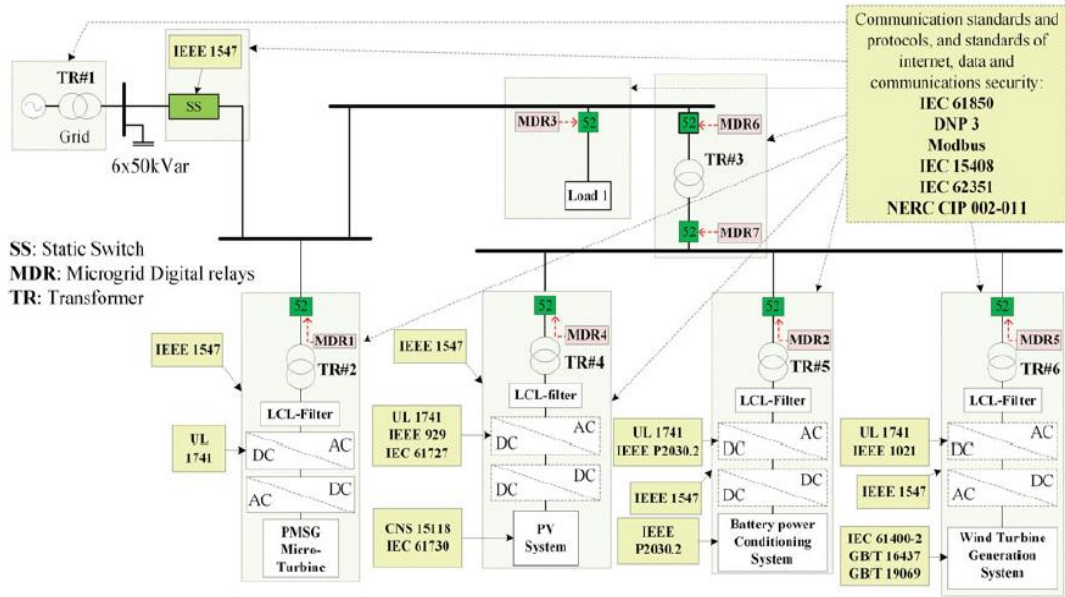 Communication standards and
protocols, and standards of
internet, data and
communications security:
IEC 61850
DNP 3
Modbus
IEC 15408
IEC 62351
NERC CIP 002-011
IEEE 1547
TR#1
SS
Grid
6x50kVar
MDR3
52
52
MDR6
TR#3
Load 1
52
MDR7
SS: Static Switch
MDR: Microgrid Digital relays
TR: Transformer
52
MDR1
IEEE 1547
TR#2
LCL-Filter
UL
1741
DC
AC
AC
DC
PMSG
Micro-
Turbine
52
MDR4
IEEE 1547
TR#4
LCL-filter
UL 1741
IEEE 929
IEC 61727
DC
AC
DC
DC
CNS 15118
IEC 61730
PV
System
52
MDR2
TR#5
LCL-Filter
UL 1741
IEEE P2030.2
DC
AC
IEEE 1547
DC
DC
IEEE
P2030.2
Battery power
Conditioning
System
52
MDR5
TR#6
LCL-Filter
UL 1741
IEEE 1021
DC
AC
IEEE 1547
AC
DC
IEC 61400-2
GB/T 16437
GB/T 19069
Wind Turbine
Generation
System